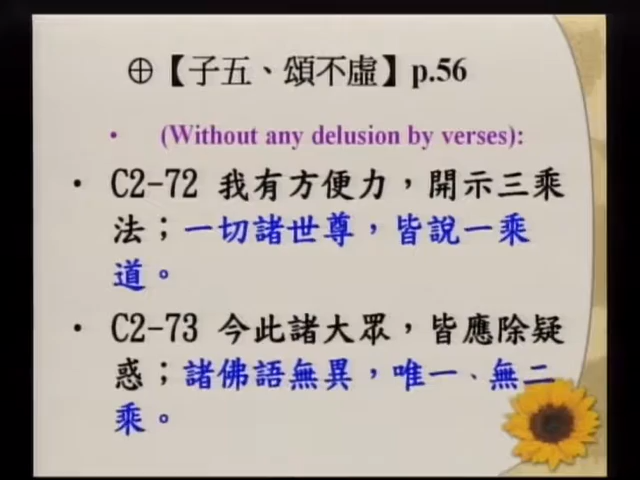 ⊕【子五、頌不虛】p.56
• (Without any delusion by verses):
• C2-72 我有方便力，開示三乘
法；一切諸世尊，皆說一乘
道。
• C2-73 今此諸大眾，皆應除疑
惑；諸佛語無異，唯一、無二
乘。